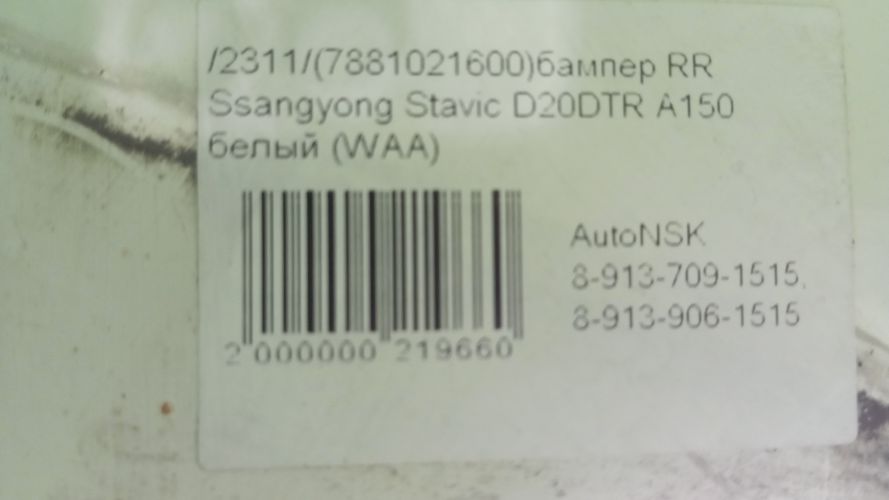 /2311/(7881021600)бампер RR
Ssangyong Stavic D20DTR A150
белый (WAA)
AutoNSK
8-913-709-1515,
8-913-906-1515
2 000000 219660